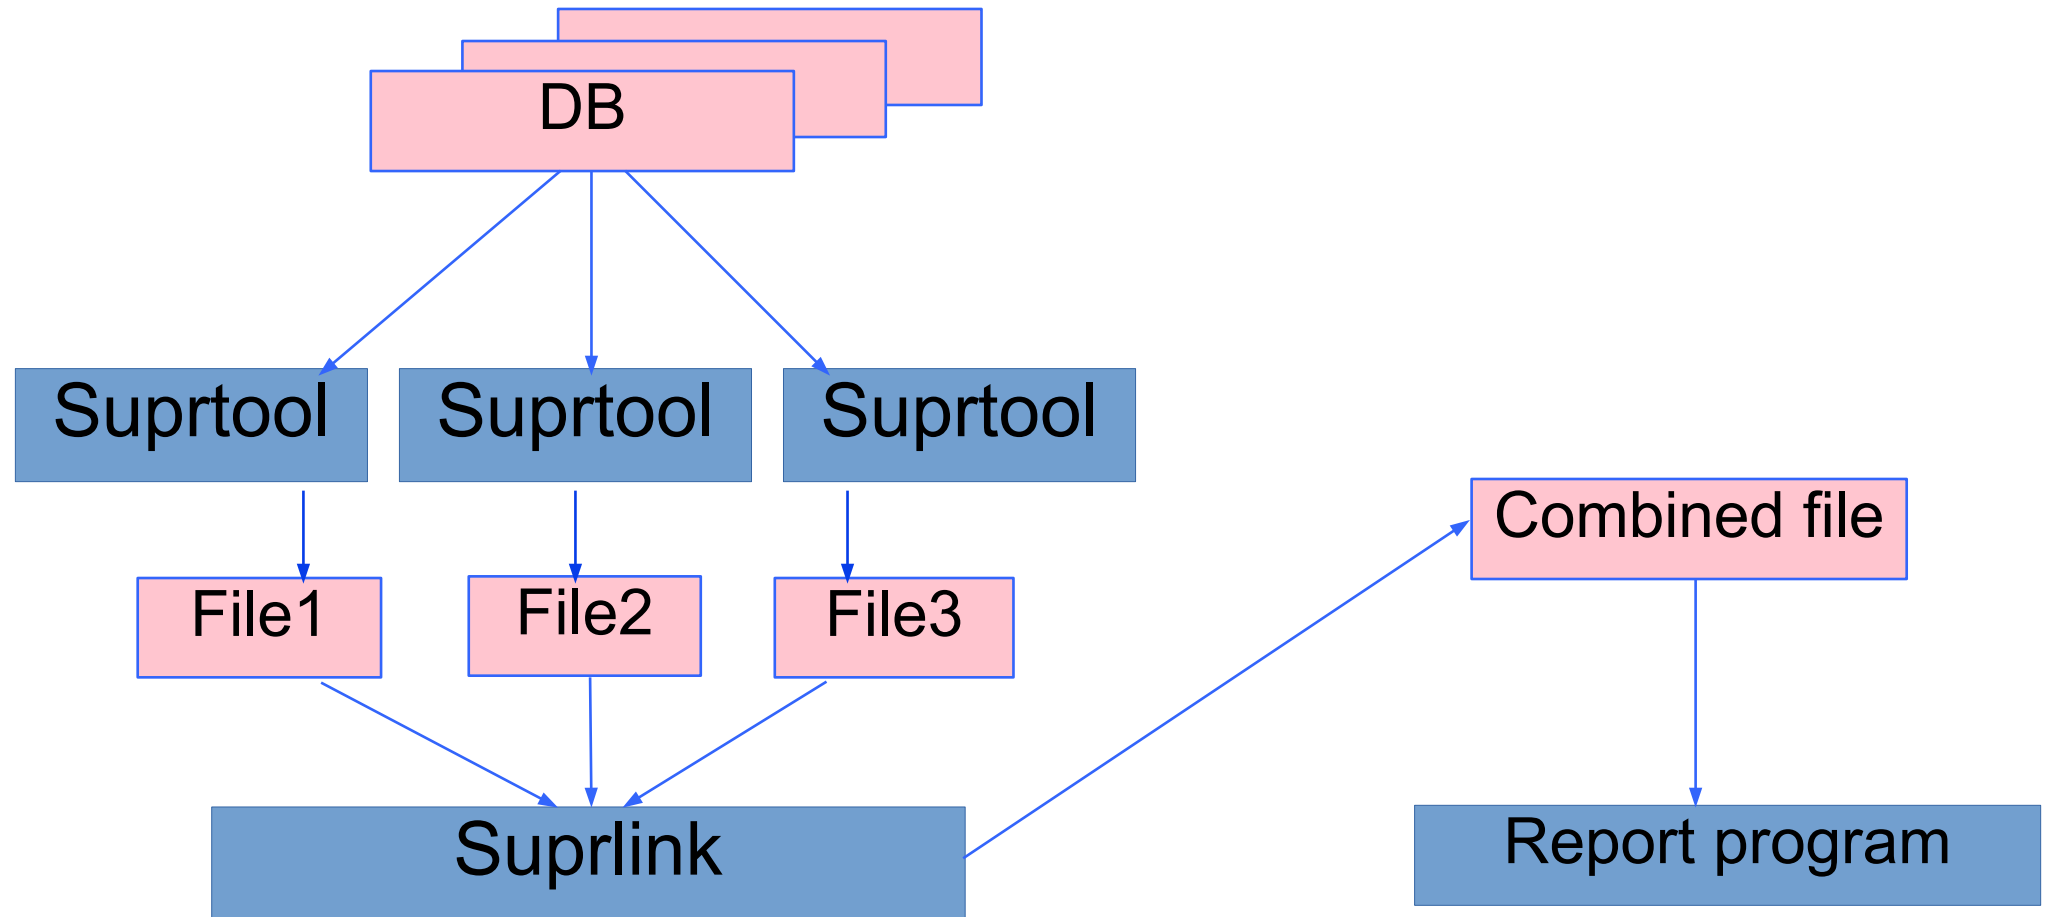 DB
Suprtool
Suprtool
Suprtool
File1
File2
File3
Combined file
Suprlink
Report program